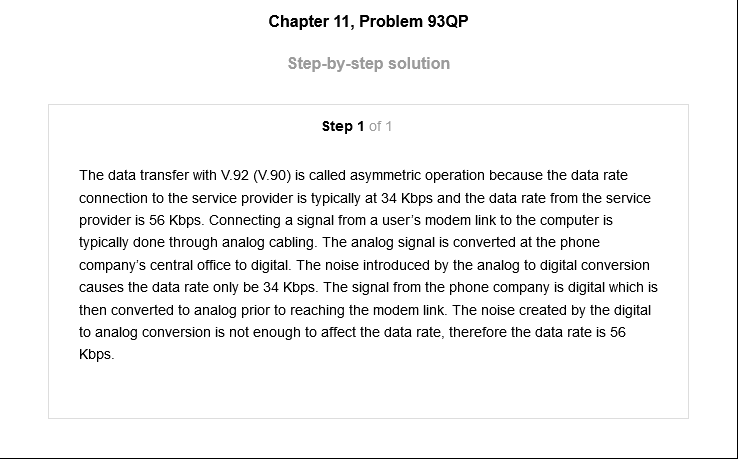 Chapter 11, Problem 93QP
Step-by-step solution
Step 1 of 1
The data transfer with V.92 (V.90) is called asymmetric operation because the data rate
connection to the service provider is typically at 34 Kbps and the data rate from the service
provider is 56 Kbps. Connecting a signal from a user’s modem link to the computer is
typically done through analog cabling. The analog signal is converted at the phone
company’s central office to digital. The noise introduced by the analog to digital conversion
causes the data rate only be 34 Kbps. The signal from the phone company is digital which is
then converted to analog prior to reaching the modem link. The noise created by the digital
to analog conversion is not enough to affect the data rate, therefore the data rate is 56
Kbps.